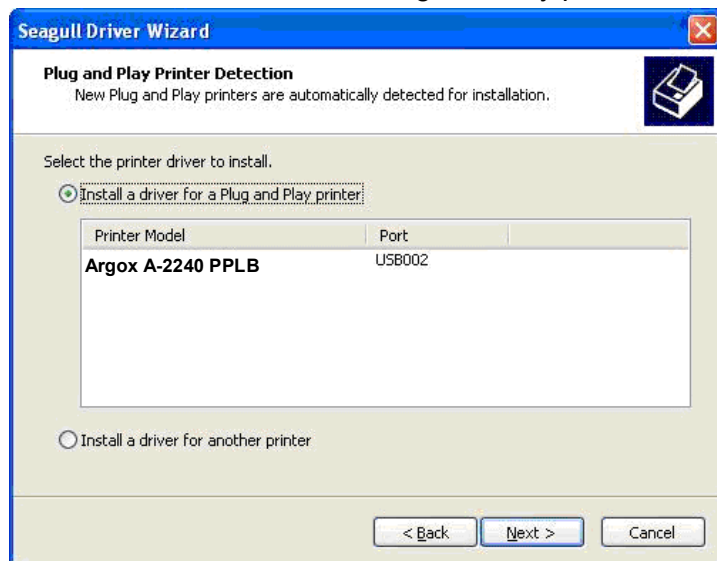 Seagull Driver Wizard
Plug and Play Printer Detection
New Plug and Play printers are automatically detected for installation.
Select the printer driver to install.
Install a driver for a Plug and Play printer
Printer Model Port
Argox A-2240 PPLB USB002
Install a driver for another printer
< Back Next > Cancel